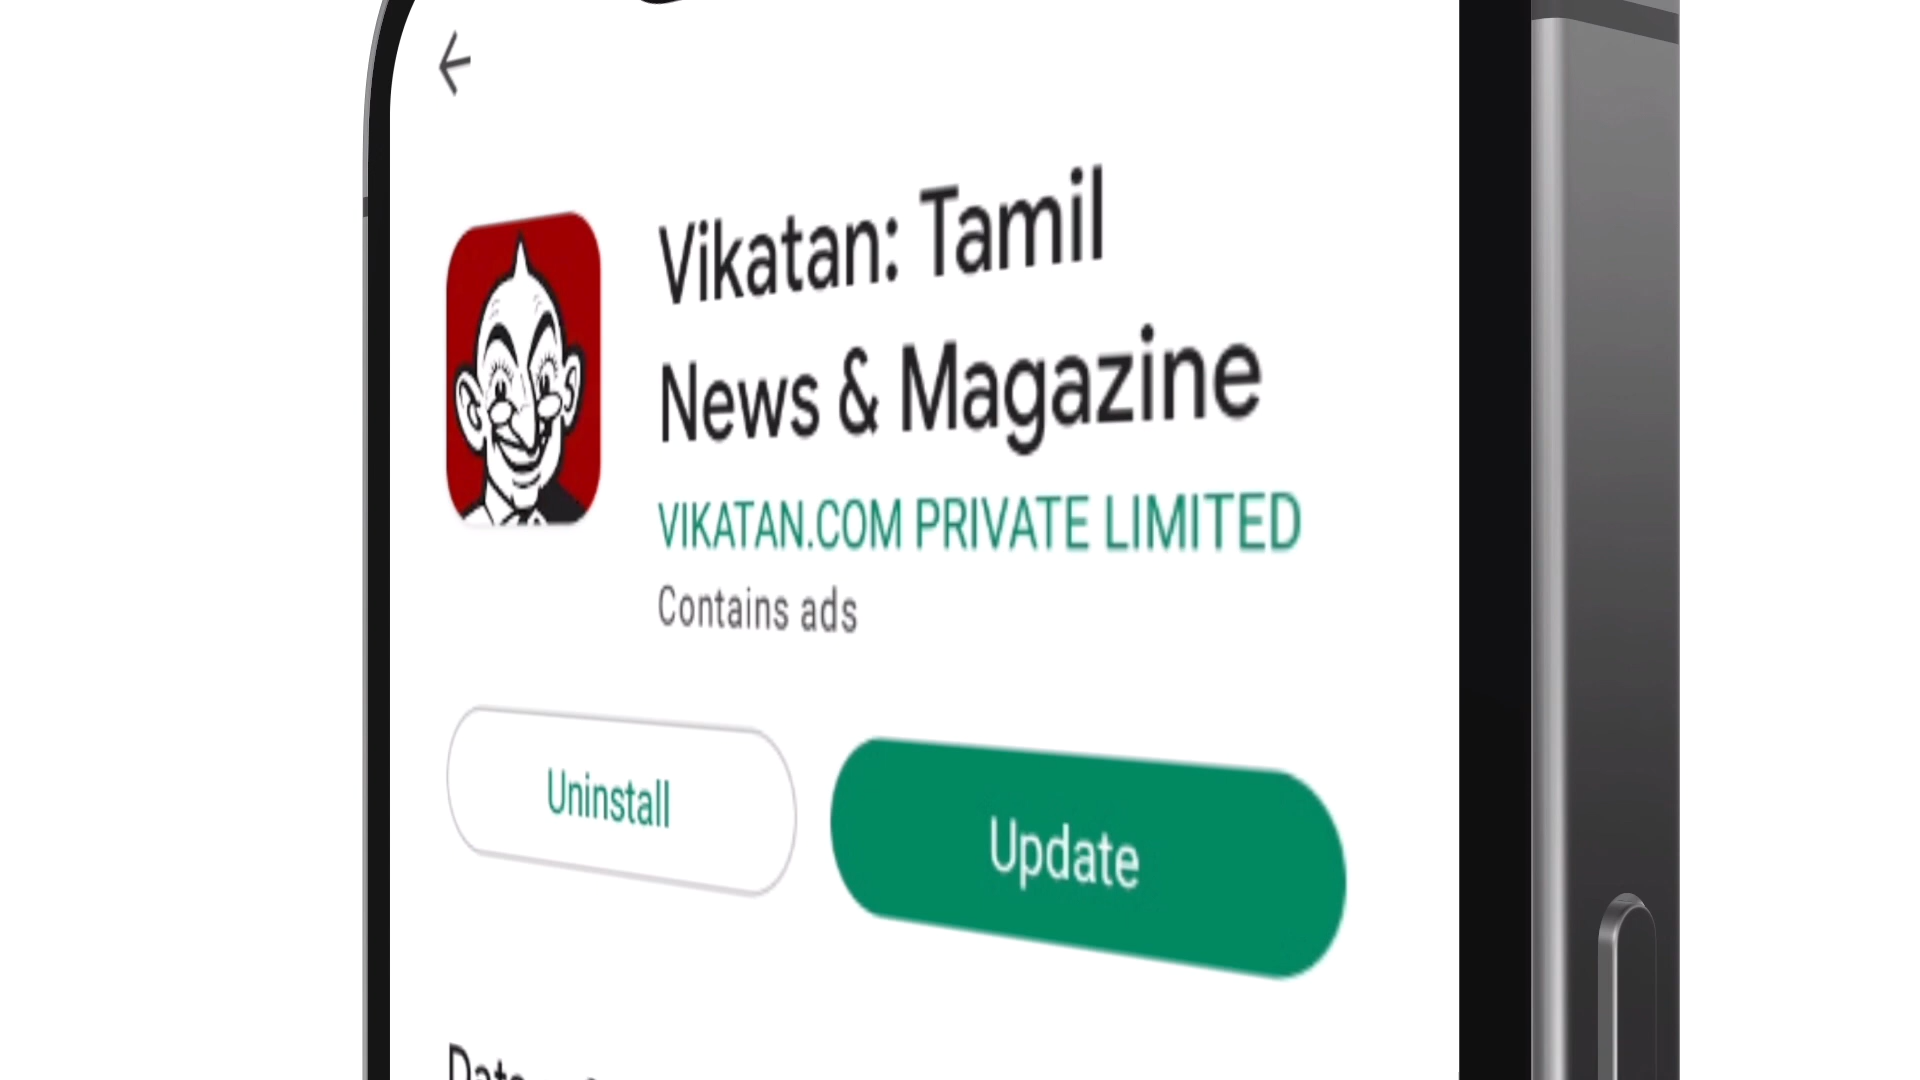 Vikatan: Tamil
News & Magazine
VIKATAN.COM PRIVATE LIMITED
Contains ads
Uninstall
Update